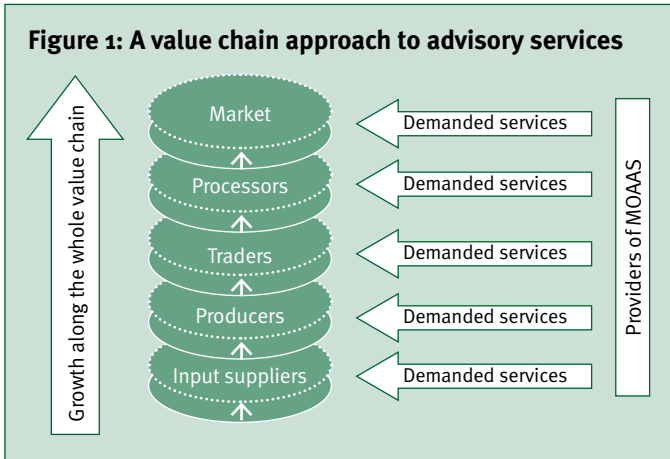 Figure 1: A value chain approach to advisory services
Growth along the whole value chain
Market
Demanded services
Processors
Demanded services
Traders
Demanded services
Producers
Demanded services
Input suppliers
Demanded services
Providers of MOAAS